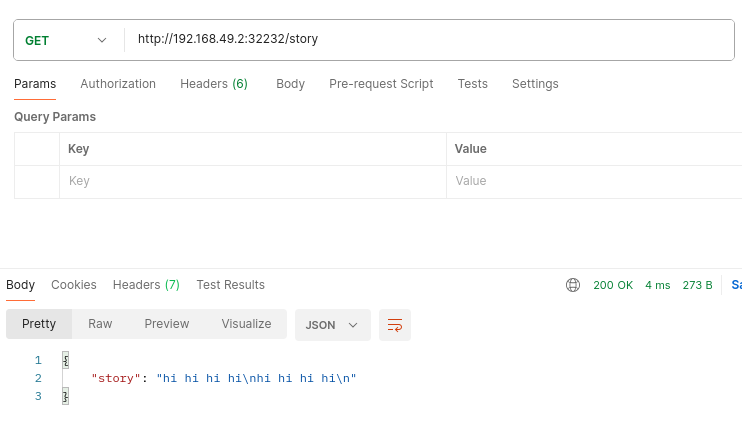 GET http://192.168.49.2:32232/story
Params Authorization Headers (6) Body Pre-request Script Tests Settings
Query Params
Key Value
Key Value
Body Cookies Headers (7) Test Results 200 OK 4 ms 273 B Sa
Pretty Raw Preview Visualize JSON
1 {
2 "story": "hi hi hi hi\nhi hi hi hi\n"
3 }